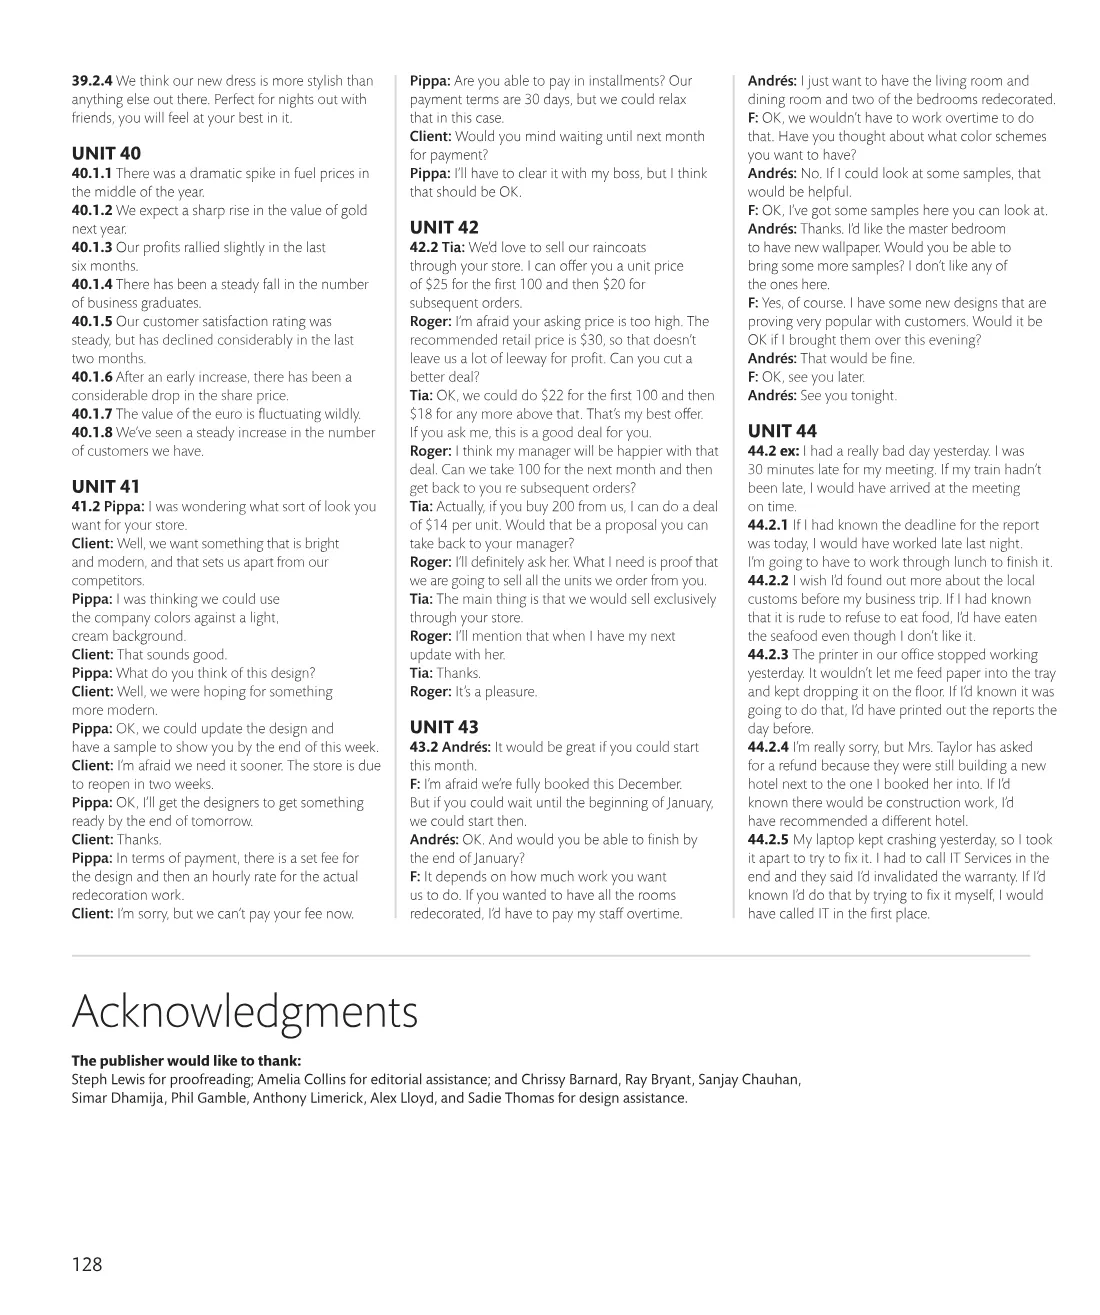 39.2.4 We think our new dress is more stylish than
anything else out there. Perfect for nights out with
friends, you will feel at your best in it.
UNIT 40
40.1.1 There was a dramatic spike in fuel prices in
the middle of the year.
40.1.2 We expect a sharp rise in the value of gold
next year.
40.1.3 Our profits rallied slightly in the last
six months.
40.1.4 There has been a steady fall in the number
of business graduates.
40.1.5 Our customer satisfaction rating was
steady, but has declined considerably in the last
two months.
40.1.6 After an early increase, there has been a
considerable drop in the share price.
40.1.7 The value of the euro is fluctuating wildly.
40.1.8 We've seen a steady increase in the number
of customers we have.
UNIT 41
41.2 Pippa: I was wondering what sort of look you
want for your store.
Client: Well, we want something that is bright
and modern, and that sets us apart from our
competitors.
Pippa: I was thinking we could use
the company colors against a light,
cream background.
Client: That sounds good.
Pippa: What do you think of this design?
Client: Well, we were hoping for something
more modern.
Pippa: OK, we could update the design and
have a sample to show you by the end of this week.
Client: I'm afraid we need it sooner. The store is due
to reopen in two weeks.
Pippa: OK, I'll get the designers to get something
ready by the end of tomorrow.
Client: Thanks.
Pippa: In terms of payment, there is a set fee for
the design and then an hourly rate for the actual
redecoration work.
Client: I'm sorry, but we can't pay your fee now.
Pippa: Are you able to pay in installments? Our
payment terms are 30 days, but we could relax
that in this case.
Client: Would you mind waiting until next month
for payment?
Pippa: I'll have to clear it with my boss, but I think
that should be OK.
UNIT 42
42.2 Tia: We'd love to sell our raincoats
through your store. I can offer you a unit price
of $25 for the first 100 and then $20 for
subsequent orders.
Roger: I'm afraid your asking price is too high. The
recommended retail price is $30, so that doesn't
leave us a lot of leeway for profit. Can you cut a
better deal?
Tia: OK, we could do $22 for the first 100 and then
$18 for any more above that. That's my best offer.
If you ask me, this is a good deal for you.
Roger: I think my manager will be happier with that
deal. Can we take 100 for the next month and then
get back to you re subsequent orders?
Tia: Actually, if you buy 200 from us, I can do a deal
of $14 per unit. Would that be a proposal you can
take back to your manager?
Roger: I'll definitely ask her. What I need is proof that
we are going to sell all the units we order from you.
Tia: The main thing is that we would sell exclusively
through your store.
Roger: I'll mention that when I have my next
update with her.
Tia: Thanks.
Roger: It's a pleasure.
UNIT 43
43.2 Andrés: It would be great if you could start
this month.
F: I'm afraid we're fully booked this December.
But if you could wait until the beginning of January,
we could start then.
Andrés: OK. And would you be able to finish by
the end of January?
F: It depends on how much work you want
us to do. If you wanted to have all the rooms
redecorated, I'd have to pay my staff overtime.
Andrés: I just want to have the living room and
dining room and two of the bedrooms redecorated.
F: OK, we wouldn't have to work overtime to do
that. Have you thought about what color schemes
you want to have?
Andrés: No. If I could look at some samples, that
would be helpful.
F: OK, I've got some samples here you can look at.
Andrés: Thanks. I'd like the master bedroom
to have new wallpaper. Would you be able to
bring some more samples? I don't like any of
the ones here.
F: Yes, of course. I have some new designs that are
proving very popular with customers. Would it be
OK if I brought them over this evening?
Andrés: That would be fine.
F: OK, see you later.
Andrés: See you tonight.
UNIT 44
44.2 ex: I had a really bad day yesterday. I was
30 minutes late for my meeting. If my train hadn't
been late, I would have arrived at the meeting
on time.
44.2.1 If I had known the deadline for the report
was today, I would have worked late last night.
I'm going to have to work through lunch to finish it.
44.2.2 I wish I'd found out more about the local
customs before my business trip. If I had known
that it is rude to refuse to eat food, I'd have eaten
the seafood even though I don't like it.
44.2.3 The printer in our office stopped working
yesterday. It wouldn't let me feed paper into the tray
and kept dropping it on the floor. If I'd known it was
going to do that, I'd have printed out the reports the
day before.
44.2.4 I'm really sorry, but Mrs. Taylor has asked
for a refund because they were still building a new
hotel next to the one I booked her into. If I'd
known there would be construction work, I'd
have recommended a different hotel.
44.2.5 My laptop kept crashing yesterday, so I took
it apart to try to fix it. I had to call IT Services in the
end and they said I'd invalidated the warranty. If I'd
known I'd do that by trying to fix it myself, I would
have called IT in the first place.
Acknowledgments
The publisher would like to thank:
Steph Lewis for proofreading; Amelia Collins for editorial assistance; and Chrissy Barnard, Ray Bryant, Sanjay Chauhan,
Simar Dhamija, Phil Gamble, Anthony Limerick, Alex Lloyd, and Sadie Thomas for design assistance.
128